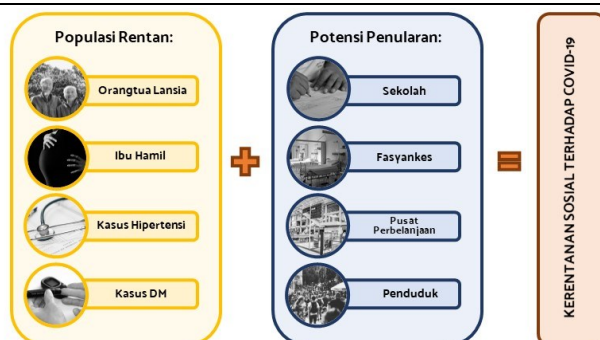 Populasi Rentan:
Orangtua Lansia
Ibu Hamil
Kasus Hipertensi
Kasus DM
+
Potensi Penularan:
Sekolah
Fasyankes
Pusat
Perbelanjaan
Penduduk
=
KERENTANAN SOSIAL TERHADAP COVID-19